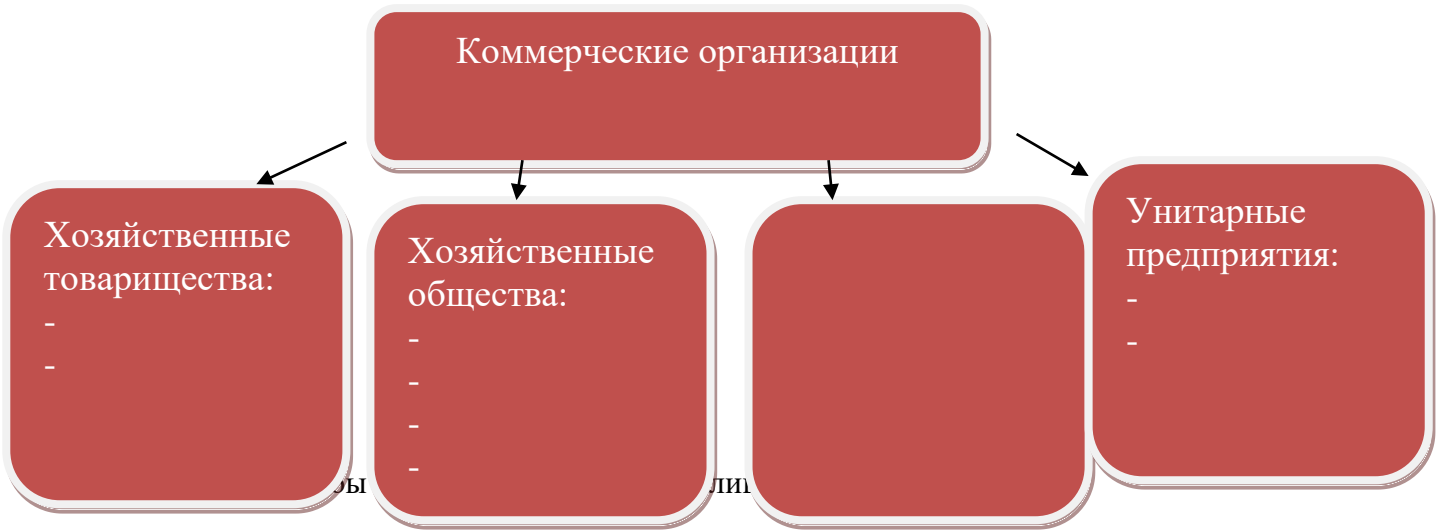 Коммерческие организации
Хозяйственные
товарищества:
-
-
Хозяйственные
общества:
-
-
-
-
Унитарные
предприятия:
-
-